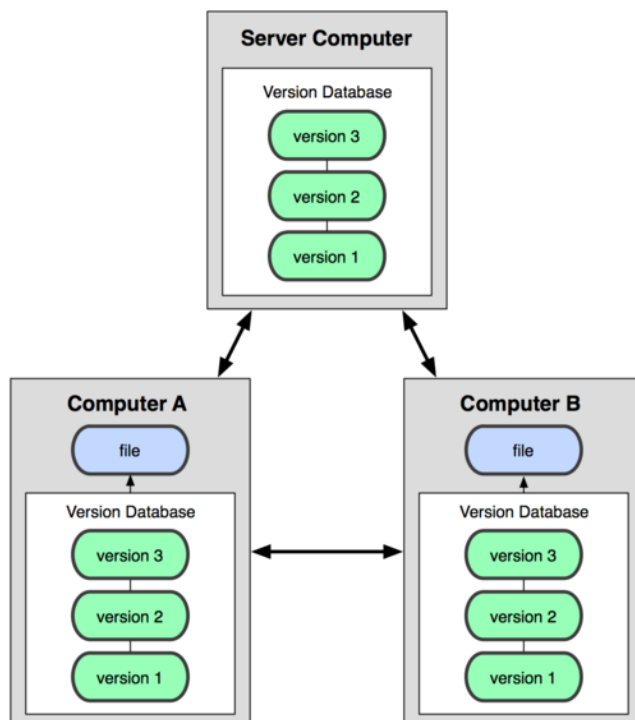 Server Computer
Version Database
version 3
version 2
version 1
Computer A
file
Version Database
version 3
version 2
version 1
Computer B
file
Version Database
version 3
version 2
version 1